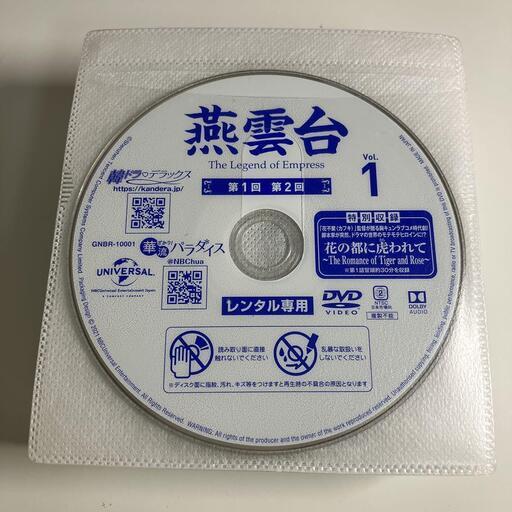 燕雲台
The Legend of Empress
Vol.
1
第1回 第2回
韓ドラ♡デラックス
https://kandera.jp/
GNBR-10001
華流パラダイス
@NBChua
UNIVERSAL
特別収録
花の都に虎われて
〜The Romance of Tiger and Rose〜
※第1話冒頭約30分を収録
レンタル専用
DVD
VIDEO
2
NTSC
複製不能
DOLBY
AUDIO
読み取り面に直接
触れないでください
乱暴な取扱いを
しないでください
※ディスク面に指紋、汚れ、キズ等をつけますと再生時の不具合の原因となります。